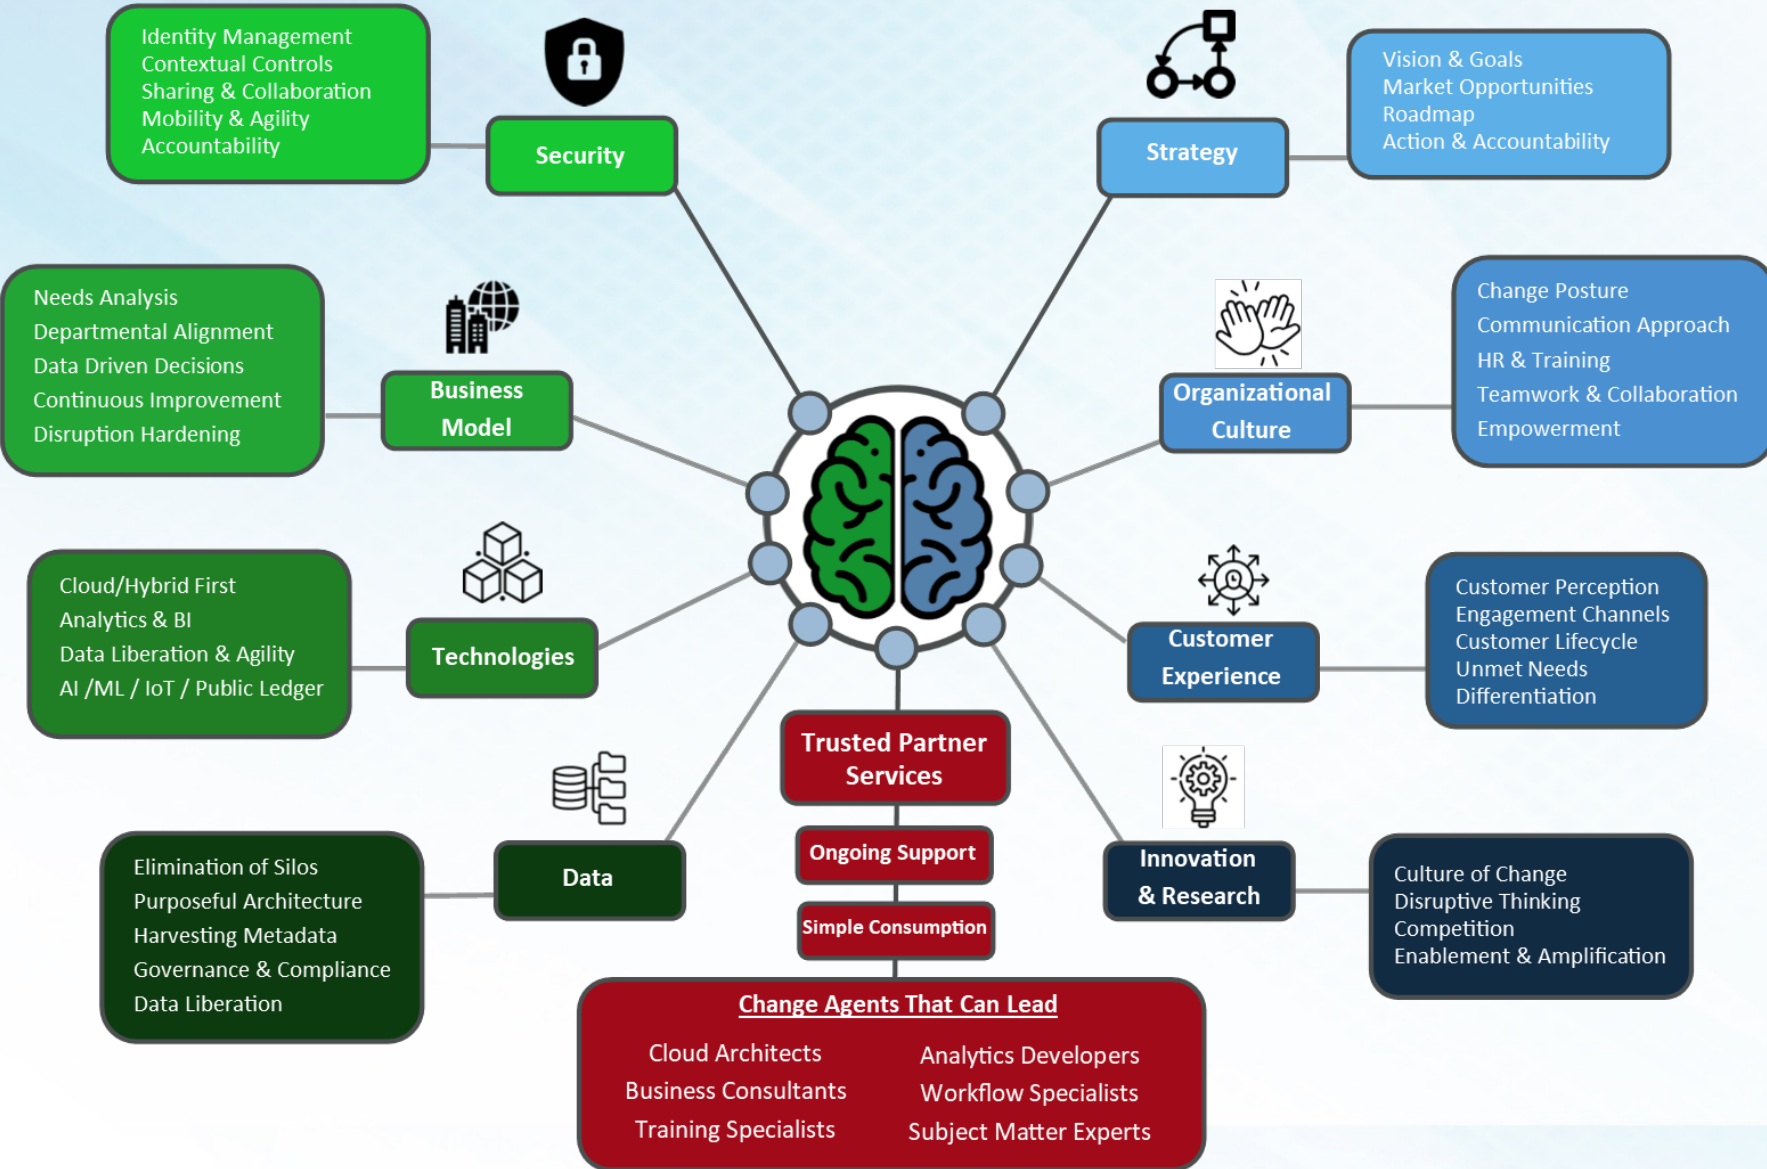 Identity Management
Contextual Controls
Sharing & Collaboration
Mobility & Agility
Accountability
Security
Strategy
Vision & Goals
Market Opportunities
Roadmap
Action & Accountability
Needs Analysis
Departmental Alignment
Data Driven Decisions
Continuous Improvement
Disruption Hardening
Business
Model
Organizational
Culture
Change Posture
Communication Approach
HR & Training
Teamwork & Collaboration
Empowerment
Cloud/Hybrid First
Analytics & BI
Data Liberation & Agility
AI /ML / IoT / Public Ledger
Technologies
Customer
Experience
Customer Perception
Engagement Channels
Customer Lifecycle
Unmet Needs
Differentiation
Elimination of Silos
Purposeful Architecture
Harvesting Metadata
Governance & Compliance
Data Liberation
Data
Trusted Partner
Services
Ongoing Support
Simple Consumption
Innovation
& Research
Culture of Change
Disruptive Thinking
Competition
Enablement & Amplification
Change Agents That Can Lead
Cloud Architects
Business Consultants
Training Specialists
Analytics Developers
Workflow Specialists
Subject Matter Experts